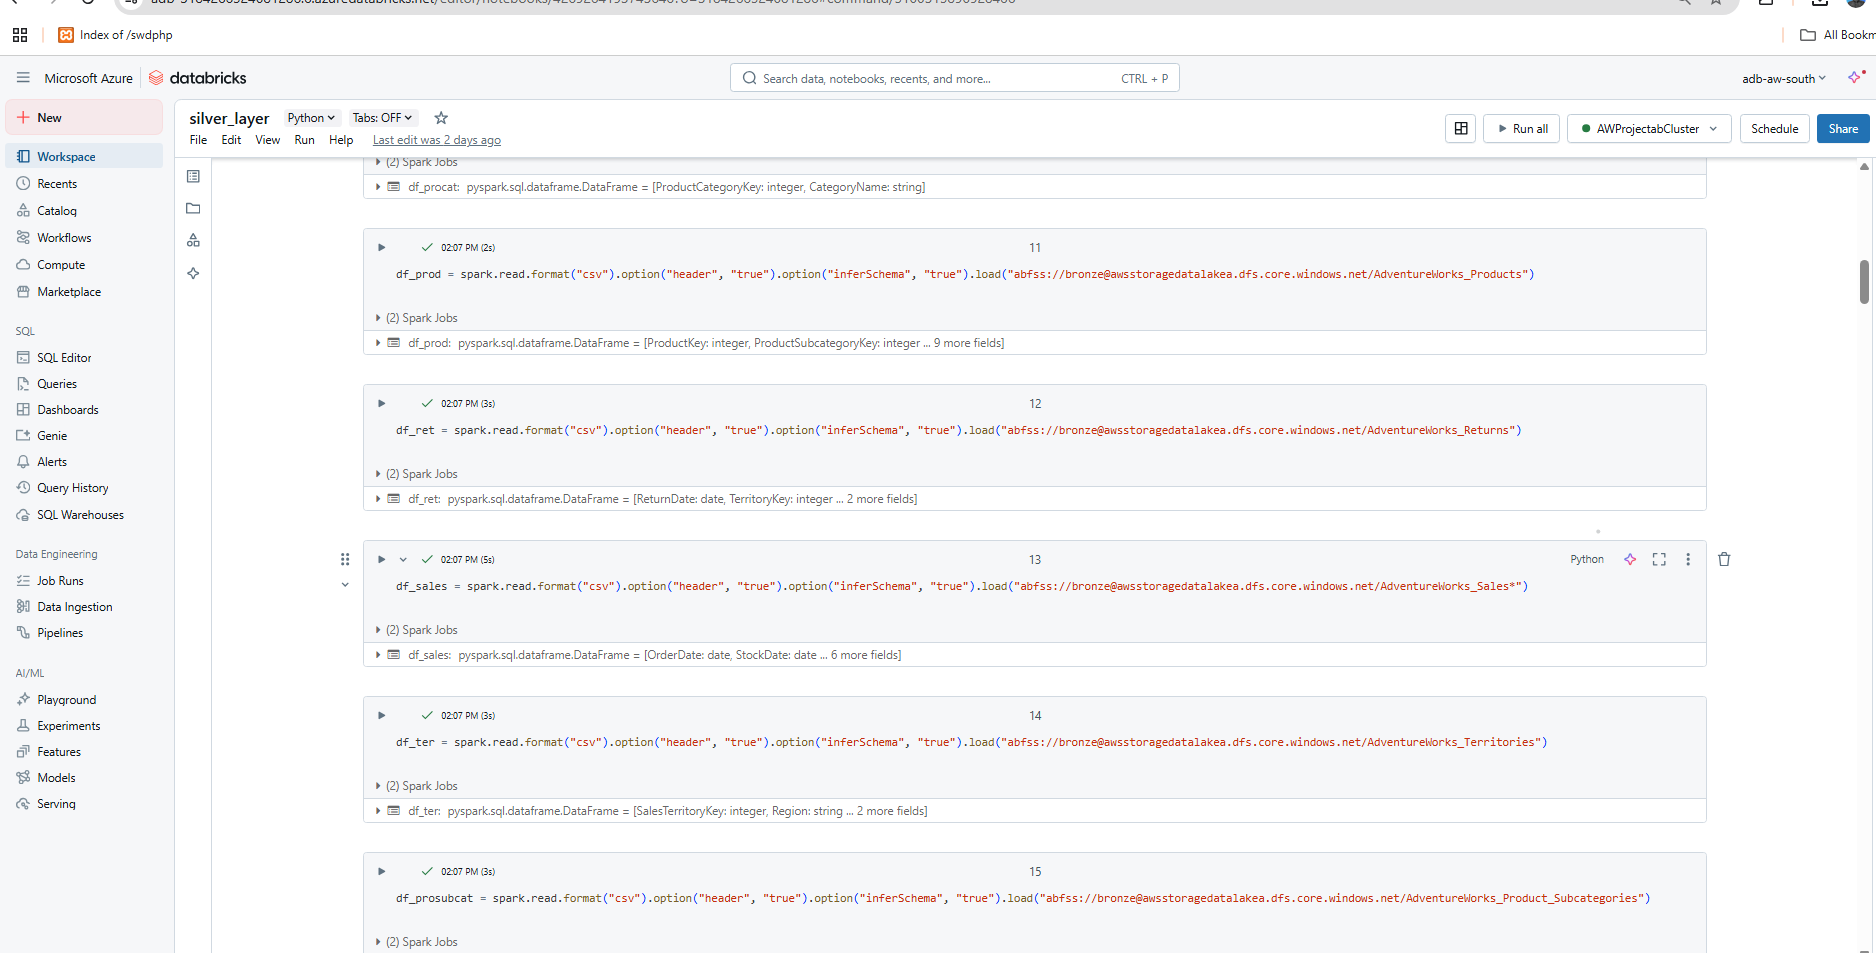 Index of /swdphp
All Bookm
Microsoft Azure
databricks
Search data, notebooks, recents, and more...
CTRL + P
adb-aw-south
New
Workspace
Recents
Catalog
Workflows
Compute
Marketplace
SQL
SQL Editor
Queries
Dashboards
Genie
Alerts
Query History
SQL Warehouses
Data Engineering
Job Runs
Data Ingestion
Pipelines
AI/ML
Playground
Experiments
Features
Models
Serving
silver_layer
Python
Tabs: OFF
File Edit View Run Help Last edit was 2 days ago
Run all
AWProjectabCluster
Schedule
Share
(2) Spark Jobs
df_procat: pyspark.sql.dataframe.DataFrame = [ProductCategoryKey: integer, CategoryName: string]
02:07 PM (2s)
11
df_prod = spark.read.format("csv").option("header", "true").option("inferSchema", "true").load("abfss://bronze@awsstoragedatalakea.dfs.core.windows.net/AdventureWorks_Products")
(2) Spark Jobs
df_prod: pyspark.sql.dataframe.DataFrame = [ProductKey: integer, ProductSubcategoryKey: integer ... 9 more fields]
02:07 PM (3s)
12
df_ret = spark.read.format("csv").option("header", "true").option("inferSchema", "true").load("abfss://bronze@awsstoragedatalakea.dfs.core.windows.net/AdventureWorks_Returns")
(2) Spark Jobs
df_ret: pyspark.sql.dataframe.DataFrame = [ReturnDate: date, TerritoryKey: integer ... 2 more fields]
02:07 PM (5s)
13
Python
df_sales = spark.read.format("csv").option("header", "true").option("inferSchema", "true").load("abfss://bronze@awsstoragedatalakea.dfs.core.windows.net/AdventureWorks_Sales*")
(2) Spark Jobs
df_sales: pyspark.sql.dataframe.DataFrame = [OrderDate: date, StockDate: date ... 6 more fields]
02:07 PM (3s)
14
df_ter = spark.read.format("csv").option("header", "true").option("inferSchema", "true").load("abfss://bronze@awsstoragedatalakea.dfs.core.windows.net/AdventureWorks_Territories")
(2) Spark Jobs
df_ter: pyspark.sql.dataframe.DataFrame = [SalesTerritoryKey: integer, Region: string ... 2 more fields]
02:07 PM (3s)
15
df_prosubcat = spark.read.format("csv").option("header", "true").option("inferSchema", "true").load("abfss://bronze@awsstoragedatalakea.dfs.core.windows.net/AdventureWorks_Product_Subcategories")
(2) Spark Jobs